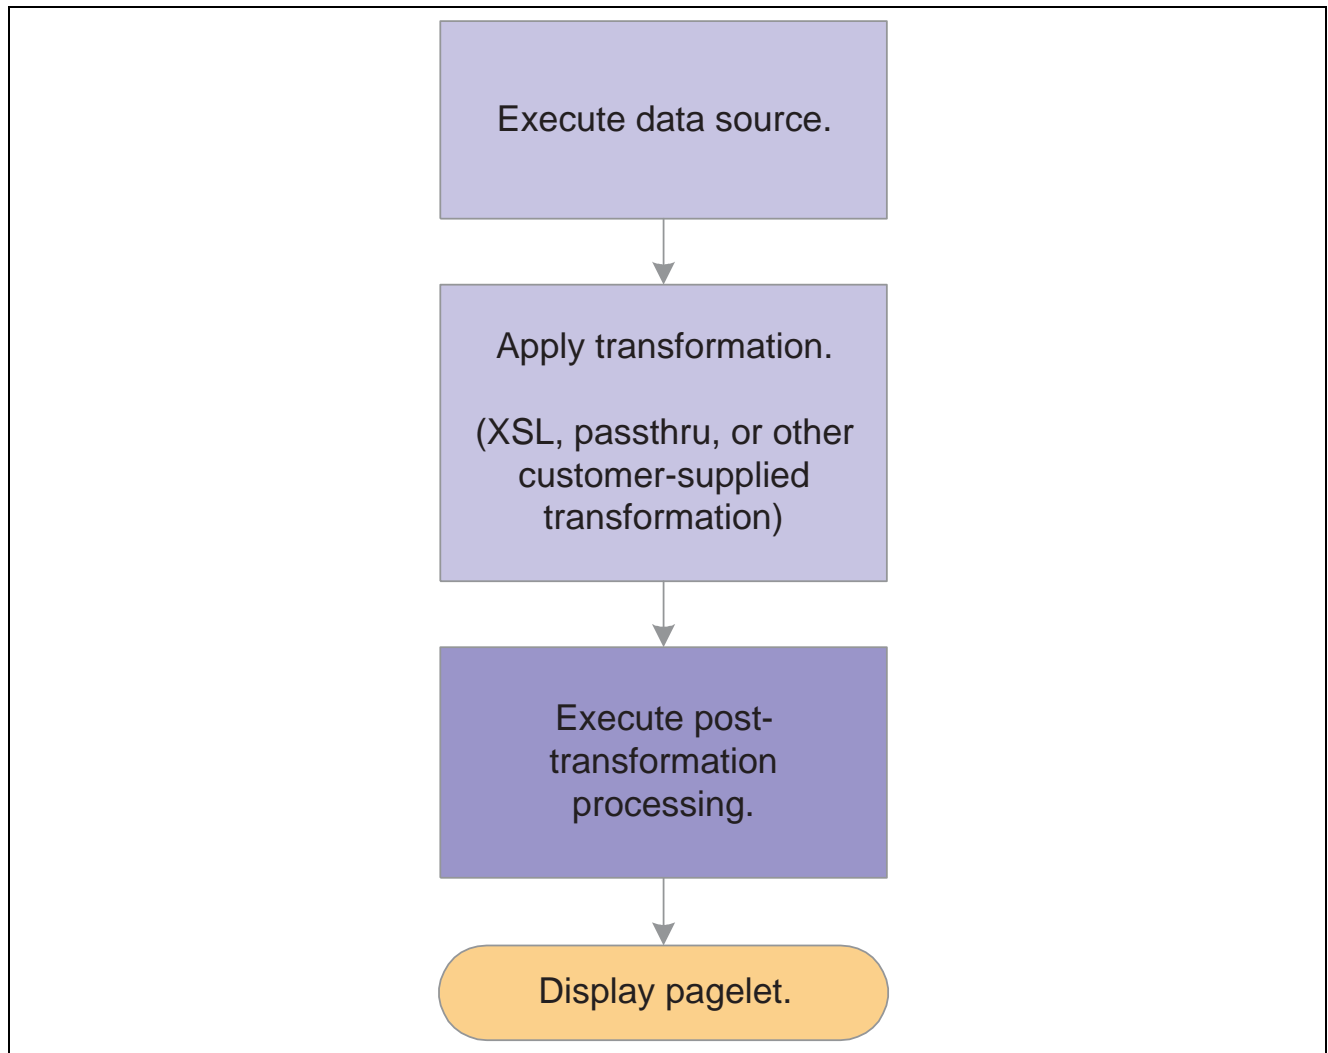 Execute data source.
Apply transformation.
(XSL, passthru, or other
customer-supplied
transformation)
Execute post-
transformation
processing.
Display pagelet.